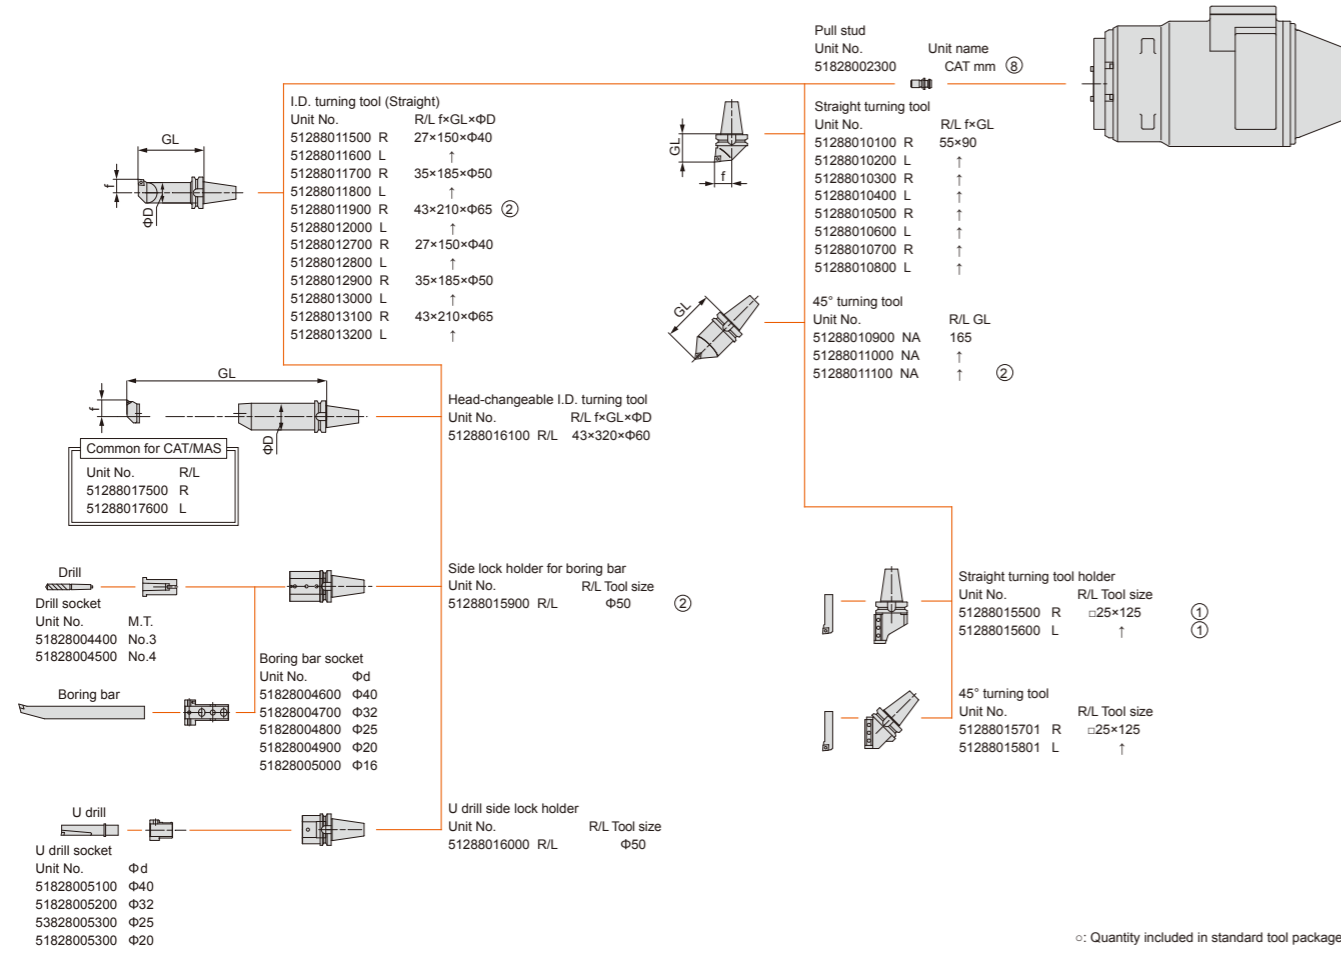 Pull stud
Unit No. Unit name
51828002300 CAT mm ⑧
I.D. turning tool (Straight)
Unit No. R/L f×GL×ΦD
51288011500 R 27×150×Φ40
51288011600 L ↑
51288011700 R 35×185×Φ50
51288011800 L ↑
51288011900 R 43×210×Φ65 ②
51288012000 L ↑
51288012700 R 27×150×Φ40
51288012800 L ↑
51288012900 R 35×185×Φ50
51288013000 L ↑
51288013100 R 43×210×Φ65
51288013200 L ↑
GL
f
ΦD
Straight turning tool
Unit No. R/L f×GL
51288010100 R 55×90
51288010200 L ↑
51288010300 R ↑
51288010400 L ↑
51288010500 R ↑
51288010600 L ↑
51288010700 R ↑
51288010800 L ↑
GL
f
45° turning tool
Unit No. R/L GL
51288010900 NA 165
51288011000 NA ↑
51288011100 NA ↑ ②
GL
GL
f
ΦD
Head-changeable I.D. turning tool
Unit No. R/L f×GL×ΦD
51288016100 R/L 43×320×Φ60
Common for CAT/MAS
Unit No. R/L
51288017500 R
51288017600 L
Drill
Drill socket
Unit No. M.T.
51828004400 No.3
51828004500 No.4
Side lock holder for boring bar
Unit No. R/L Tool size
51288015900 R/L Φ50 ②
Boring bar
Boring bar socket
Unit No. Φd
51828004600 Φ40
51828004700 Φ32
51828004800 Φ25
51828004900 Φ20
51828005000 Φ16
Straight turning tool holder
Unit No. R/L Tool size
51288015500 R □25×125 ①
51288015600 L ↑ ①
45° turning tool
Unit No. R/L Tool size
51288015701 R □25×125
51288015801 L ↑
U drill
U drill socket
Unit No. Φd
51828005100 Φ40
51828005200 Φ32
53828005300 Φ25
51828005300 Φ20
U drill side lock holder
Unit No. R/L Tool size
51288016000 R/L Φ50
○: Quantity included in standard tool package